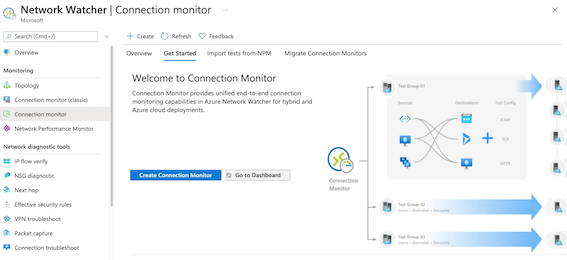 Network Watcher | Connection monitor ...
Microsoft
Search (Cmd+/)
«
Create
Refresh
Feedback
Overview
Monitoring
Topology
Connection monitor (classic)
Connection monitor
Network Performance Monitor
Network diagnostic tools
IP flow verify
NSG diagnostic
Next hop
Effective security rules
VPN troubleshoot
Packet capture
Connection troubleshoot
Overview Get Started Import tests from NPM Migrate Connection Monitors
Welcome to Connection Monitor
Connection Monitor provides unified end-to-end connection
monitoring capabilities in Azure Network Watcher for hybrid and
Azure cloud deployments.
Create Connection Monitor
Go to Dashboard
Connection
Monitor
Test Group 01
Source Destinations Test Config
ICMP
TCP
HTTP
Test Group 02
Source • Destination • Test config
Test Group 03
Source • Destination • Test config